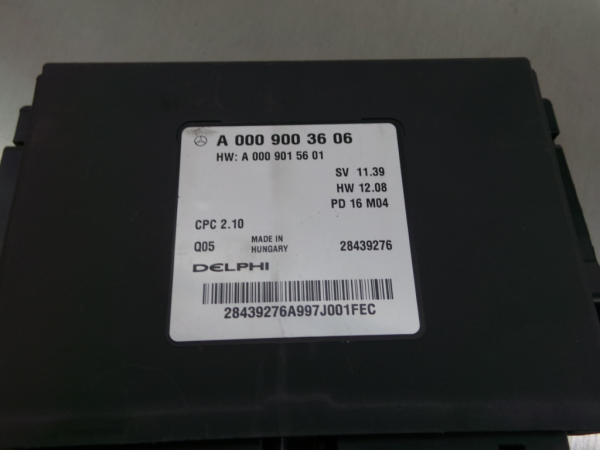 A 000 900 36 06
HW: A 000 901 56 01
SV 11.39
HW 12.08
PD 16 M04
CPC 2.10
Q05 MADE IN HUNGARY 28439276
DELPHI
28439276A997J001FEC